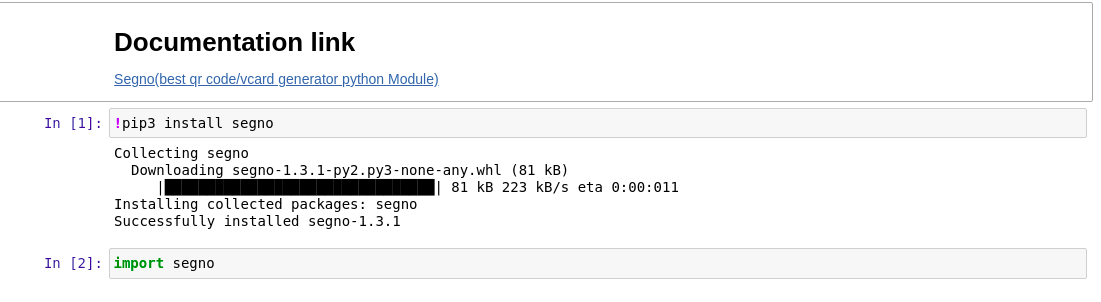 Documentation link
Segno(best qr code/vcard generator python Module)
In [1]: !pip3 install segno
Collecting segno
Downloading segno-1.3.1-py2.py3-none-any.whl (81 kB)
|████████████████████████████████| 81 kB 223 kB/s eta 0:00:011
Installing collected packages: segno
Successfully installed segno-1.3.1
In [2]: import segno